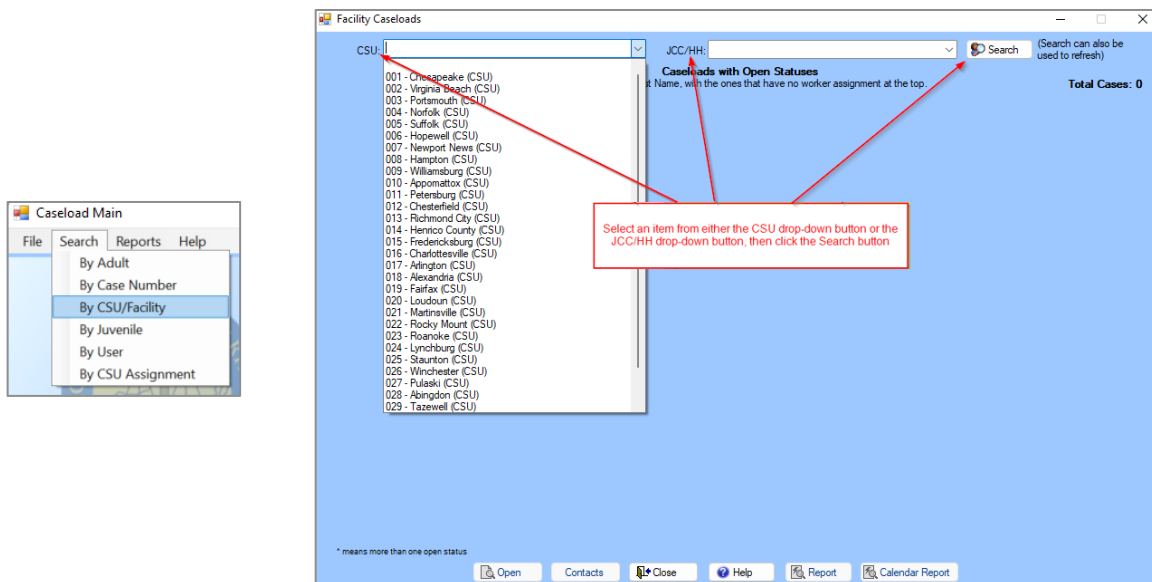 Caseload Main
File Search Reports Help
By Adult
By Case Number
By CSU/Facility
By Juvenile
By User
By CSU Assignment
Facility Caseloads
CSU:
JCC/HH:
Search
(Search can also be
used to refresh)
Caseloads with Open Statuses
t Name, with the ones that have no worker assignment at the top.
Total Cases: 0
001 - Chesapeake (CSU)
002 - Virginia Beach (CSU)
003 - Portsmouth (CSU)
004 - Norfolk (CSU)
005 - Suffolk (CSU)
006 - Hopewell (CSU)
007 - Newport News (CSU)
008 - Hampton (CSU)
009 - Williamsburg (CSU)
010 - Appomattox (CSU)
011 - Petersburg (CSU)
012 - Chesterfield (CSU)
013 - Richmond City (CSU)
014 - Henrico County (CSU)
015 - Fredericksburg (CSU)
016 - Charlottesville (CSU)
017 - Arlington (CSU)
018 - Alexandria (CSU)
019 - Fairfax (CSU)
020 - Loudoun (CSU)
021 - Martinsville (CSU)
022 - Rocky Mount (CSU)
023 - Roanoke (CSU)
024 - Lynchburg (CSU)
025 - Staunton (CSU)
026 - Winchester (CSU)
027 - Pulaski (CSU)
028 - Abingdon (CSU)
029 - Tazewell (CSU)
Select an item from either the CSU drop-down button or the
JCC/HH drop-down button, then click the Search button
* means more than one open status
Open Contacts Close Help Report Calendar Report